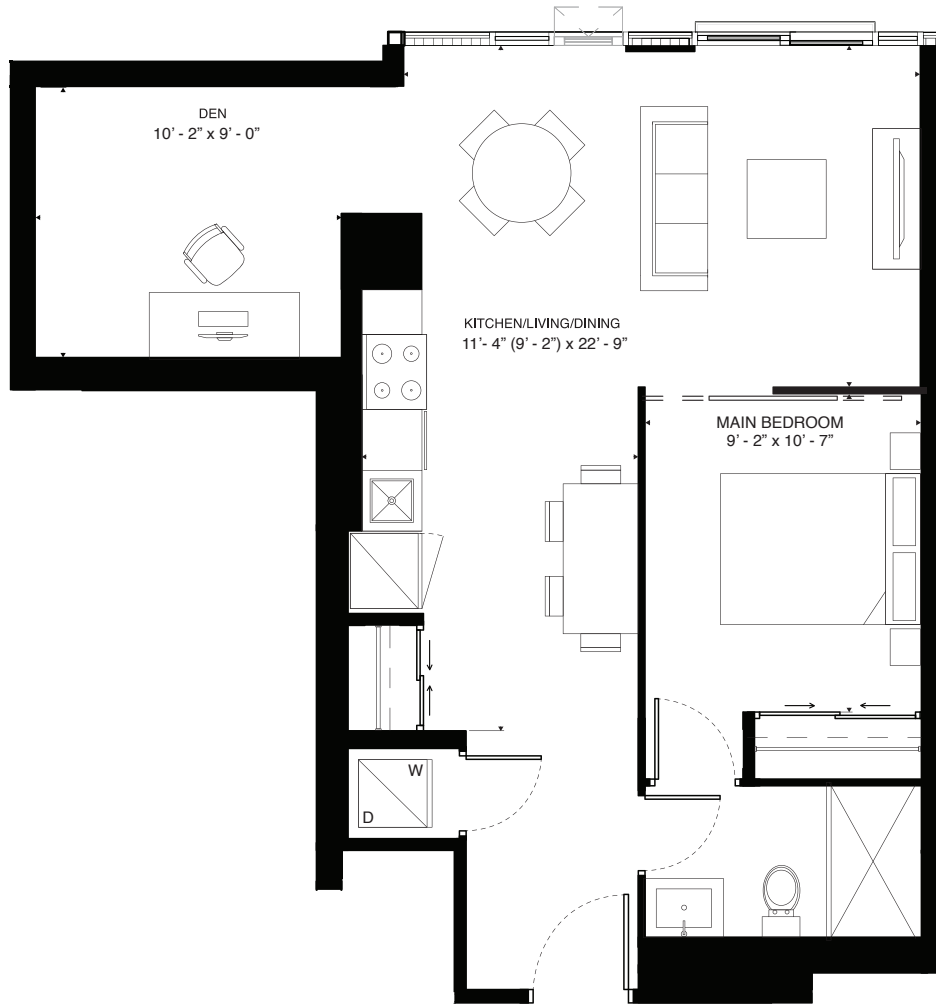 DEN
10’ - 2” x 9’ - 0”
KITCHEN/LIVING/DINING
11’- 4” (9’ - 2”) x 22’ - 9”
MAIN BEDROOM
9’ - 2” x 10’ - 7”
W
D